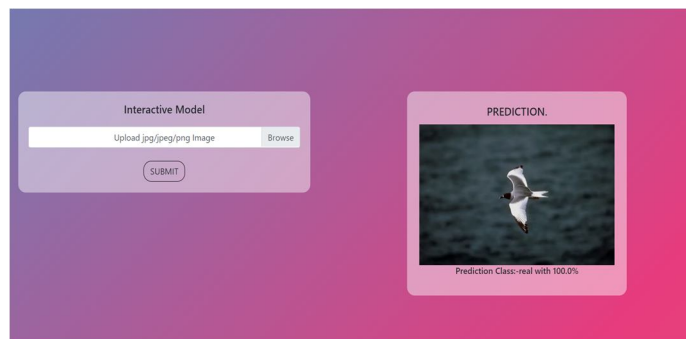 Interactive Model
Upload jpg/jpeg/png Image Browse
SUBMIT
PREDICTION.
Prediction Class:-real with 100.0%